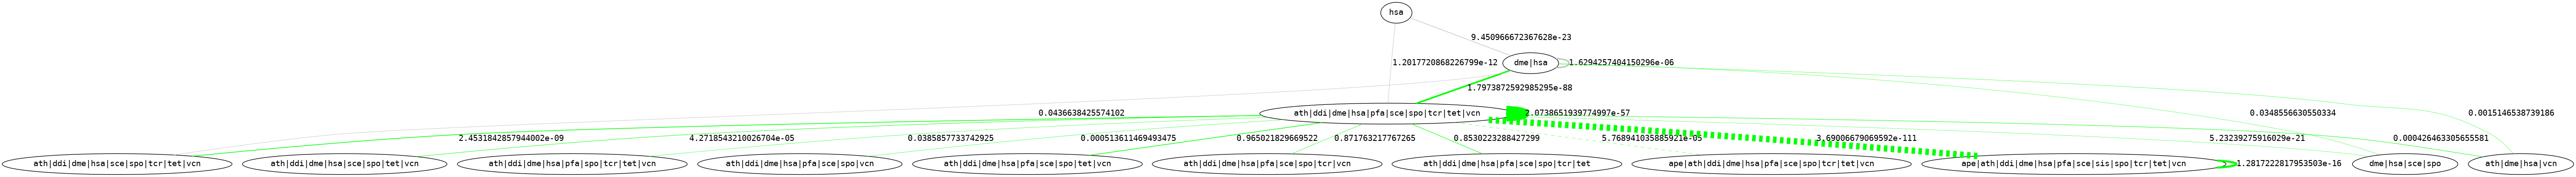 hsa
9.450966672367628e-23
1.2017720868226799e-12
dme|hsa
1.6294257404150296e-06
1.7973872592985295e-88
0.0436638425574102
ath|ddi|dme|hsa|pfa|sce|spo|tcr|tet|vcn
2.0738651939774997e-57
0.0348556630550334
0.0015146538739186
2.4531842857944002e-09
4.2718543210026704e-05
0.0385857733742925
0.000513611469493475
0.965021829669522
0.871763217767265
0.8530223288427299
5.768941035885921e-05
3.69006679069592e-111
5.23239275916029e-21
0.00042646330655581
ath|ddi|dme|hsa|sce|spo|tcr|tet|vcn
ath|ddi|dme|hsa|sce|spo|tet|vcn
ath|ddi|dme|hsa|pfa|spo|tcr|tet|vcn
ath|ddi|dme|hsa|pfa|sce|spo|vcn
ath|ddi|dme|hsa|pfa|sce|spo|tet|vcn
ath|ddi|dme|hsa|pfa|sce|spo|tcr|vcn
ath|ddi|dme|hsa|pfa|sce|spo|tcr|tet
ape|ath|ddi|dme|hsa|pfa|sce|spo|tcr|tet|vcn
ape|ath|ddi|dme|hsa|pfa|sce|sis|spo|tcr|tet|vcn
1.2817222817953503e-16
dme|hsa|sce|spo
ath|dme|hsa|vcn